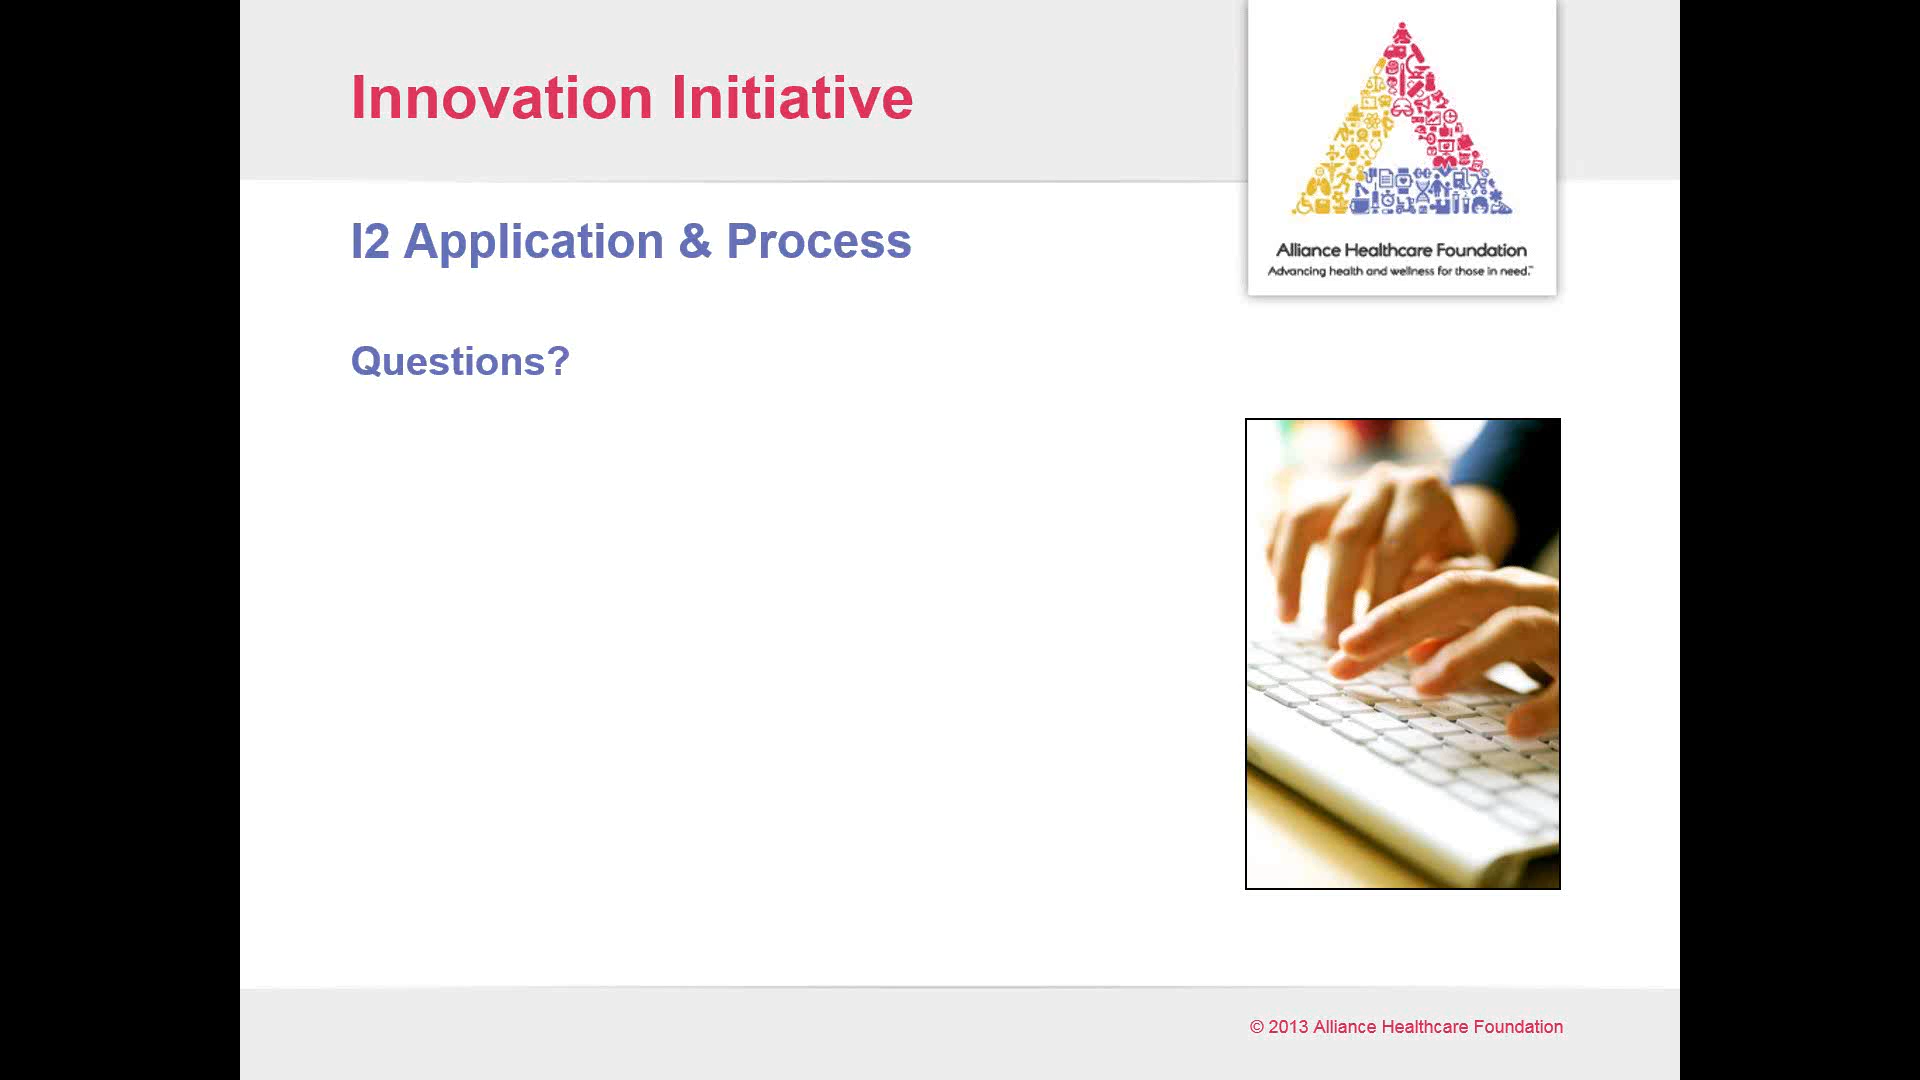 Innovation Initiative
Alliance Healthcare Foundation
Advancing health and wellness for those in need.™
I2 Application & Process
Questions?
© 2013 Alliance Healthcare Foundation